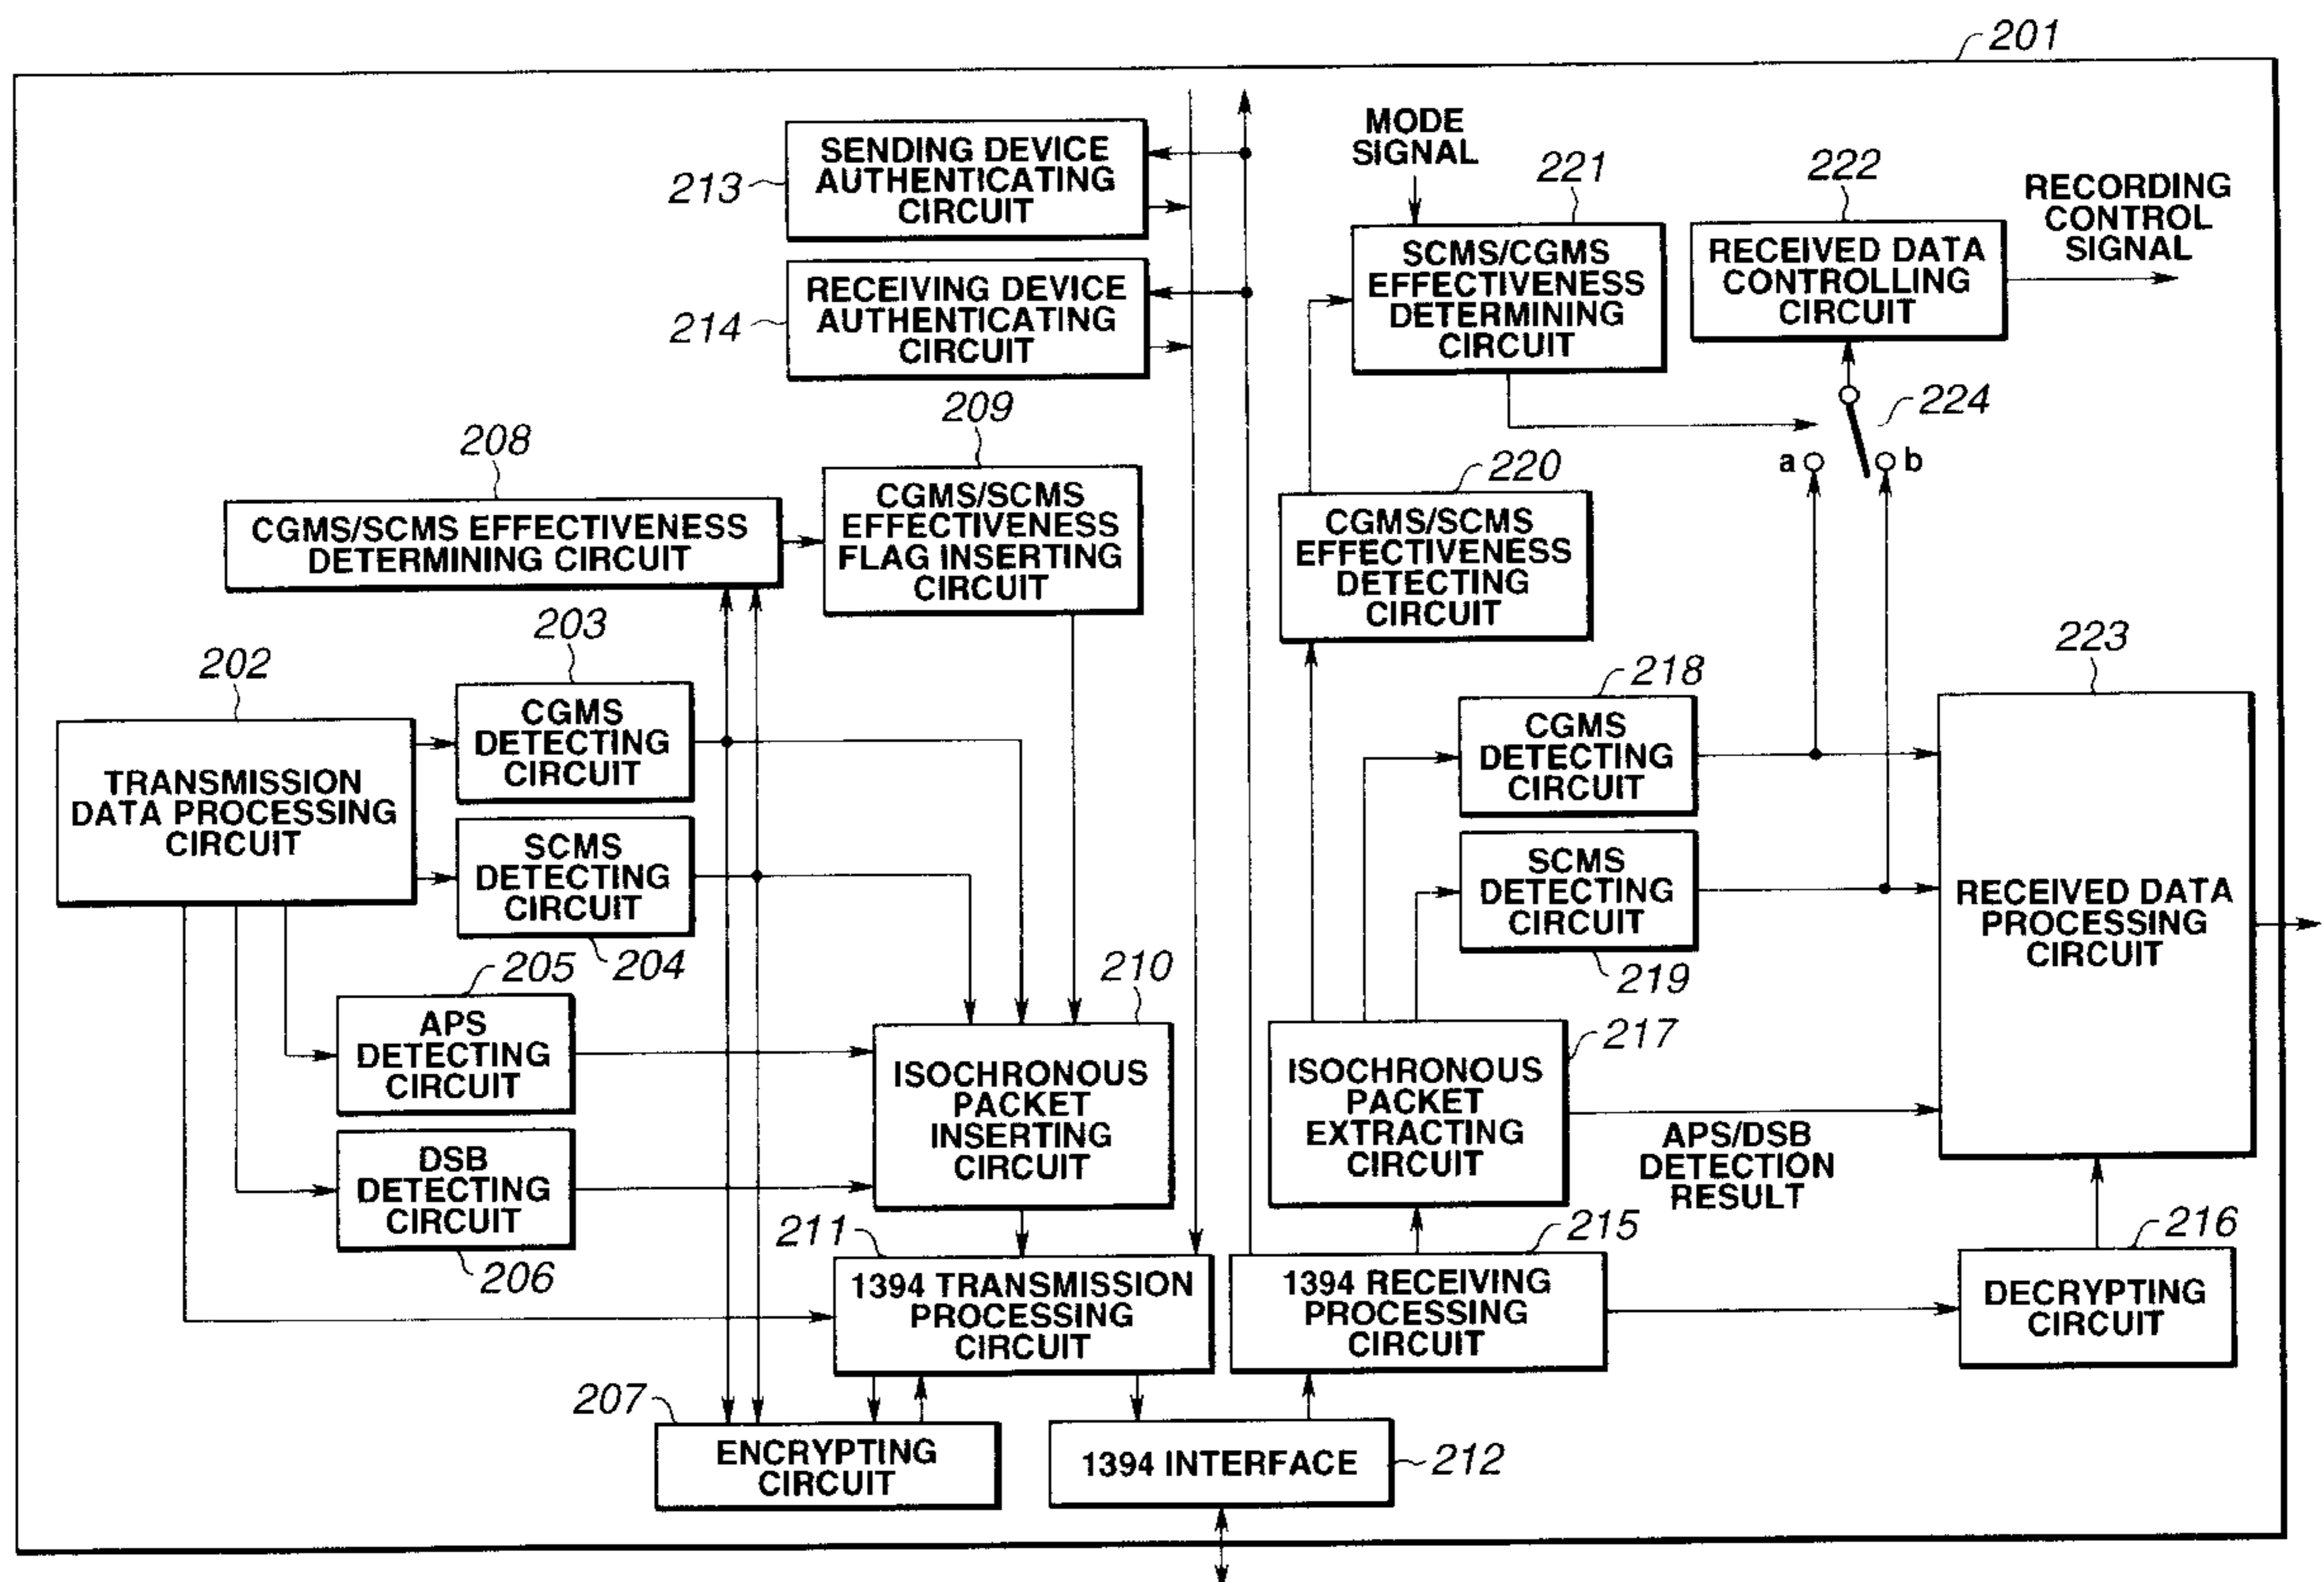 201
SENDING DEVICE
AUTHENTICATING
CIRCUIT
213
RECEIVING DEVICE
AUTHENTICATING
CIRCUIT
214
MODE
SIGNAL
221
SCMS/CGMS
EFFECTIVENESS
DETERMINING
CIRCUIT
222
RECEIVED DATA
CONTROLLING
CIRCUIT
RECORDING
CONTROL
SIGNAL
224
a
b
208
CGMS/SCMS EFFECTIVENESS
DETERMINING CIRCUIT
209
CGMS/SCMS
EFFECTIVENESS
FLAG INSERTING
CIRCUIT
220
CGMS/SCMS
EFFECTIVENESS
DETECTING
CIRCUIT
202
TRANSMISSION
DATA PROCESSING
CIRCUIT
203
CGMS
DETECTING
CIRCUIT
SCMS
DETECTING
CIRCUIT
204
205
APS
DETECTING
CIRCUIT
DSB
DETECTING
CIRCUIT
206
210
ISOCHRONOUS
PACKET
INSERTING
CIRCUIT
218
CGMS
DETECTING
CIRCUIT
SCMS
DETECTING
CIRCUIT
219
223
RECEIVED DATA
PROCESSING
CIRCUIT
217
ISOCHRONOUS
PACKET
EXTRACTING
CIRCUIT
APS/DSB
DETECTION
RESULT
211
1394 TRANSMISSION
PROCESSING
CIRCUIT
215
1394 RECEIVING
PROCESSING
CIRCUIT
216
DECRYPTING
CIRCUIT
207
ENCRYPTING
CIRCUIT
1394 INTERFACE
212